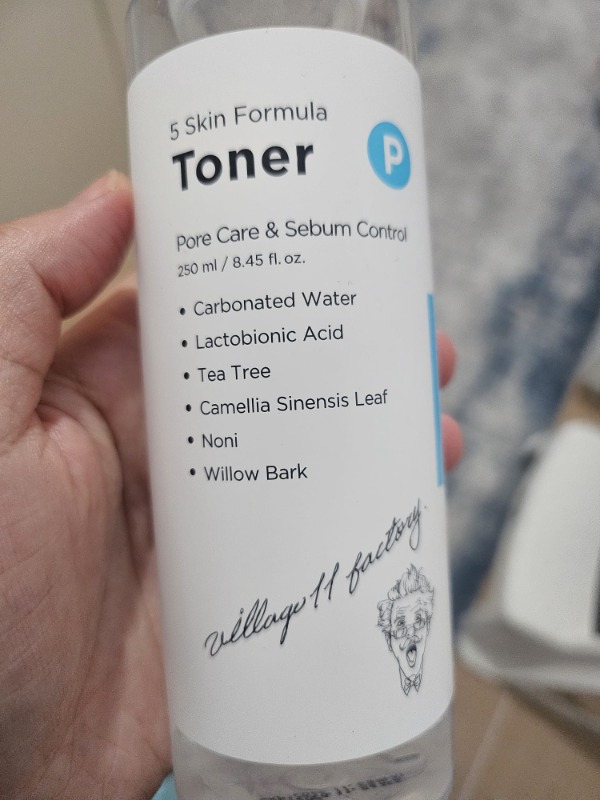 5 Skin Formula
Toner
P
Pore Care & Sebum Control
250 ml / 8.45 fl. oz.
• Carbonated Water
• Lactobionic Acid
• Tea Tree
• Camellia Sinensis Leaf
• Noni
• Willow Bark
village 11 factory.